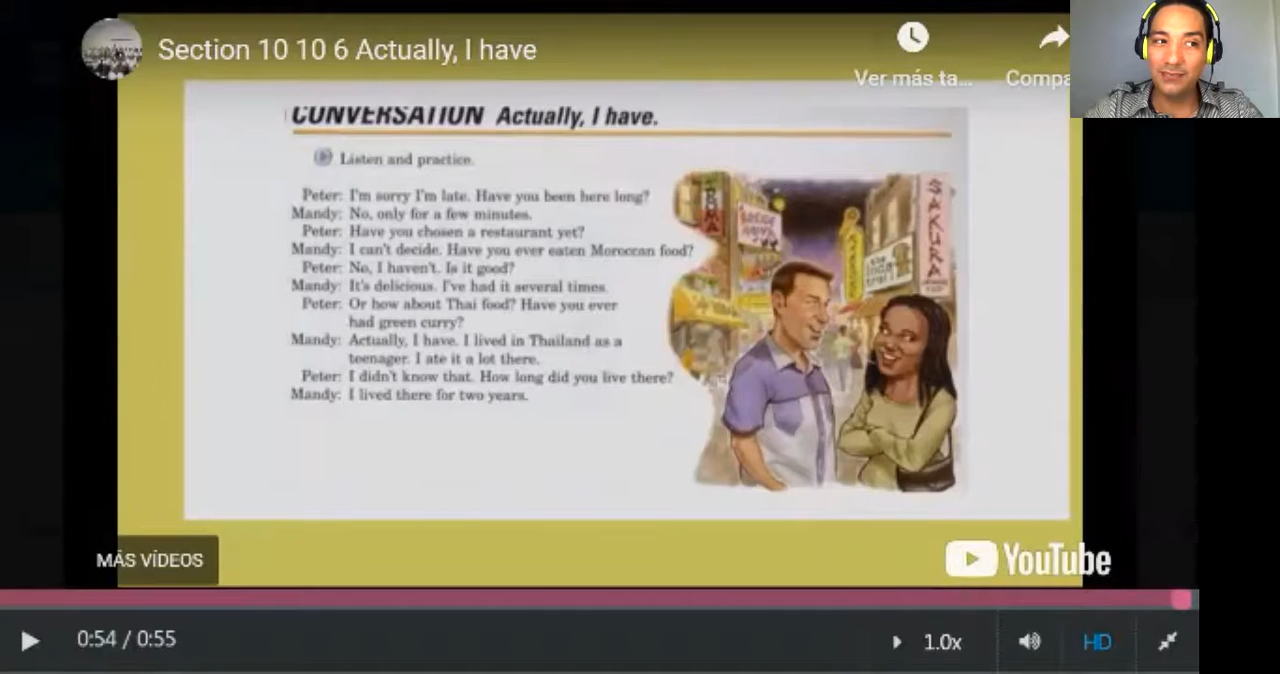 Section 10 10 6 Actually, I have
Ver más ta...
Compa
CONVERSATION Actually, I have.
Listen and practice.
Peter: I'm sorry I'm late. Have you been here long?
Mandy: No, only for a few minutes.
Peter: Have you chosen a restaurant yet?
Mandy: I can't decide. Have you ever eaten Moroccan food?
Peter: No, I haven't. Is it good?
Mandy: It's delicious. I've had it several times.
Peter: Or how about Thai food? Have you ever
had green curry?
Mandy: Actually, I have. I lived in Thailand as a
teenager. I ate it a lot there.
Peter: I didn't know that. How long did you live there?
Mandy: I lived there for two years.
SAKURA
MÁS VÍDEOS
YouTube
0:54 / 0:55
1.0x
HD